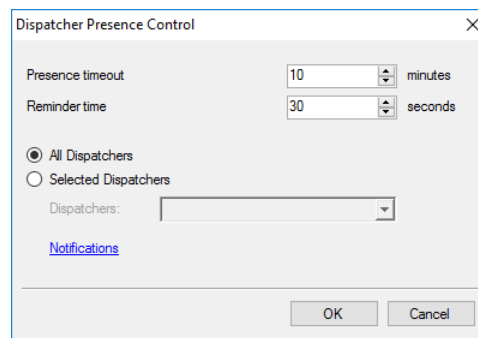 Dispatcher Presence Control
Presence timeout 10 minutes
Reminder time 30 seconds
All Dispatchers
Selected Dispatchers
Dispatchers:
Notifications
OK Cancel